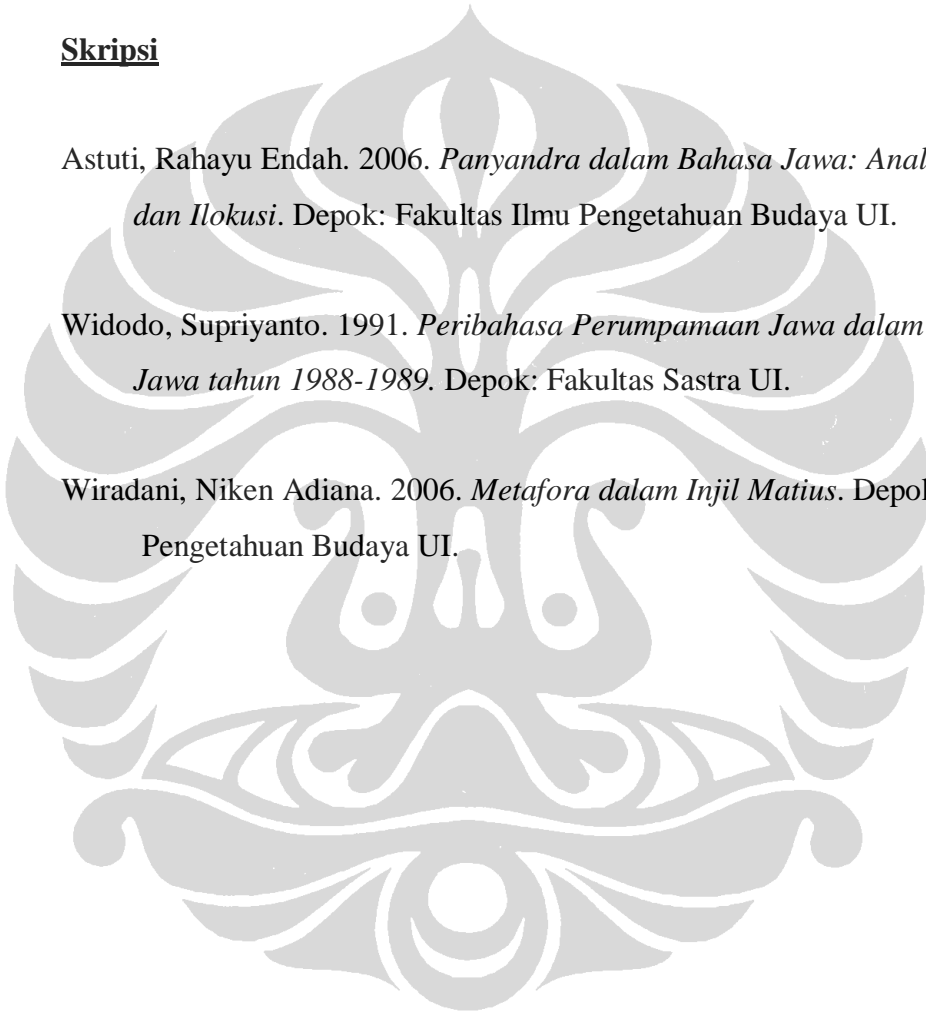 Skripsi
Astuti, Rahayu Endah. 2006. Panyandra dalam Bahasa Jawa: Anal
dan Ilokusi. Depok: Fakultas Ilmu Pengetahuan Budaya UI.
Widodo, Supriyanto. 1991. Peribahasa Perumpamaan Jawa dalam
Jawa tahun 1988-1989. Depok: Fakultas Sastra UI.
Wiradani, Niken Adiana. 2006. Metafora dalam Injil Matius. Depok
Pengetahuan Budaya UI.